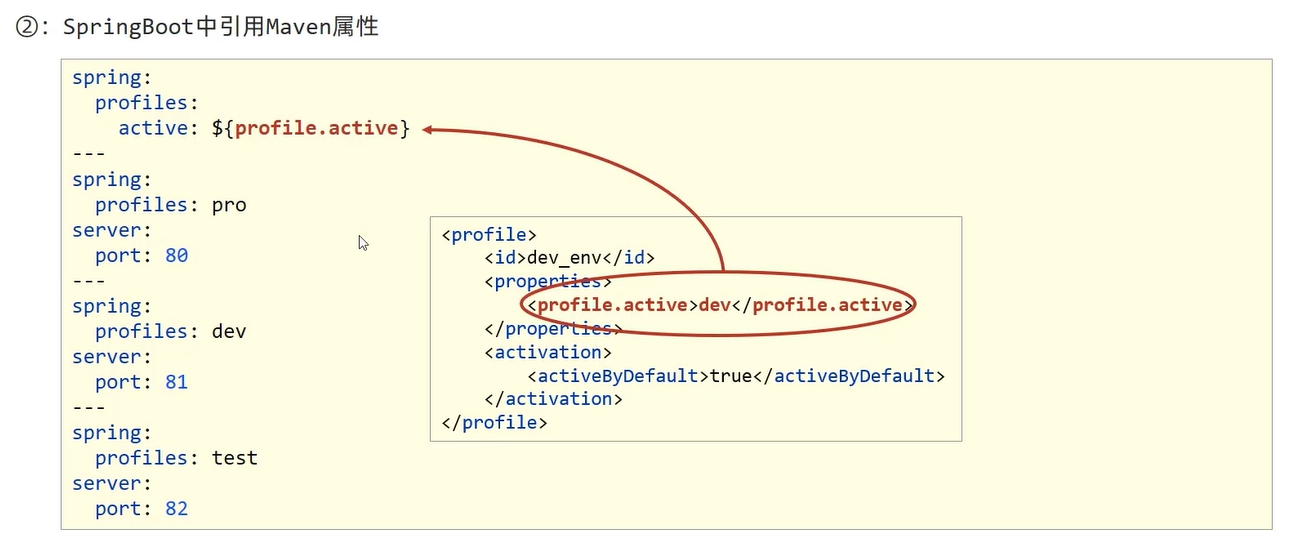 ②：SpringBoot中引用Maven属性
spring:
  profiles:
    active: ${profile.active}
---
spring:
  profiles: pro
server:
  port: 80
---
spring:
  profiles: dev
server:
  port: 81
---
spring:
  profiles: test
server:
  port: 82
<profile>
    <id>dev_env</id>
    <properties>
        <profile.active>dev</profile.active>
    </properties>
    <activation>
        <activeByDefault>true</activeByDefault>
    </activation>
</profile>